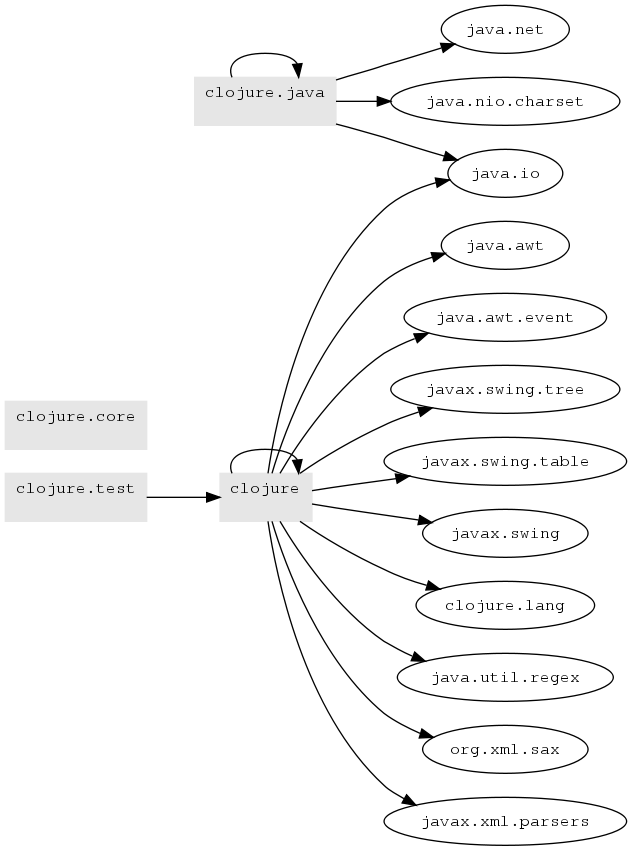 java.net
clojure.java
java.nio.charset
java.io
java.awt
java.awt.event
javax.swing.tree
clojure.core
javax.swing.table
clojure.test
clojure
javax.swing
clojure.lang
java.util.regex
org.xml.sax
javax.xml.parsers